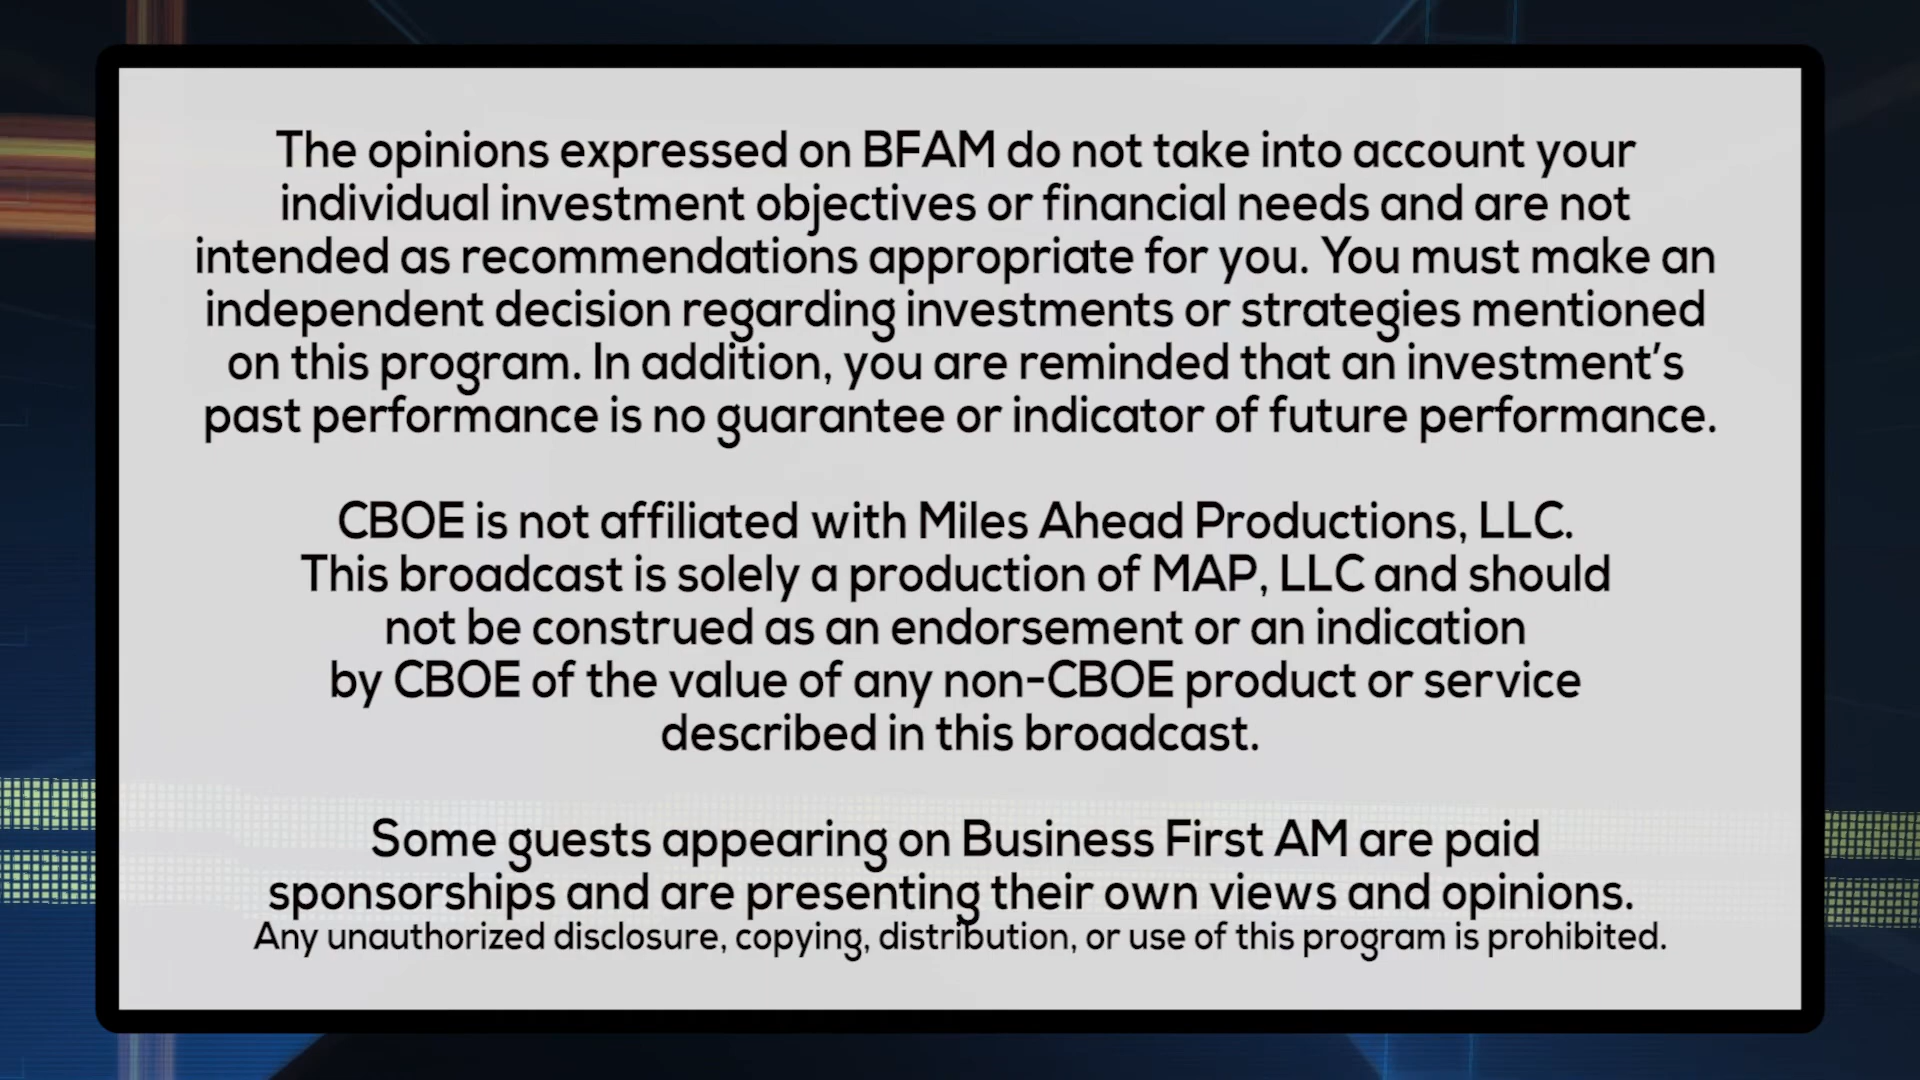 The opinions expressed on BFAM do not take into account your
individual investment objectives or financial needs and are not
intended as recommendations appropriate for you. You must make an
independent decision regarding investments or strategies mentioned
on this program. In addition, you are reminded that an investment’s
past performance is no guarantee or indicator of future performance.
CBOE is not affiliated with Miles Ahead Productions, LLC.
This broadcast is solely a production of MAP, LLC and should
not be construed as an endorsement or an indication
by CBOE of the value of any non-CBOE product or service
described in this broadcast.
Some guests appearing on Business First AM are paid
sponsorships and are presenting their own views and opinions.
Any unauthorized disclosure, copying, distribution, or use of this program is prohibited.